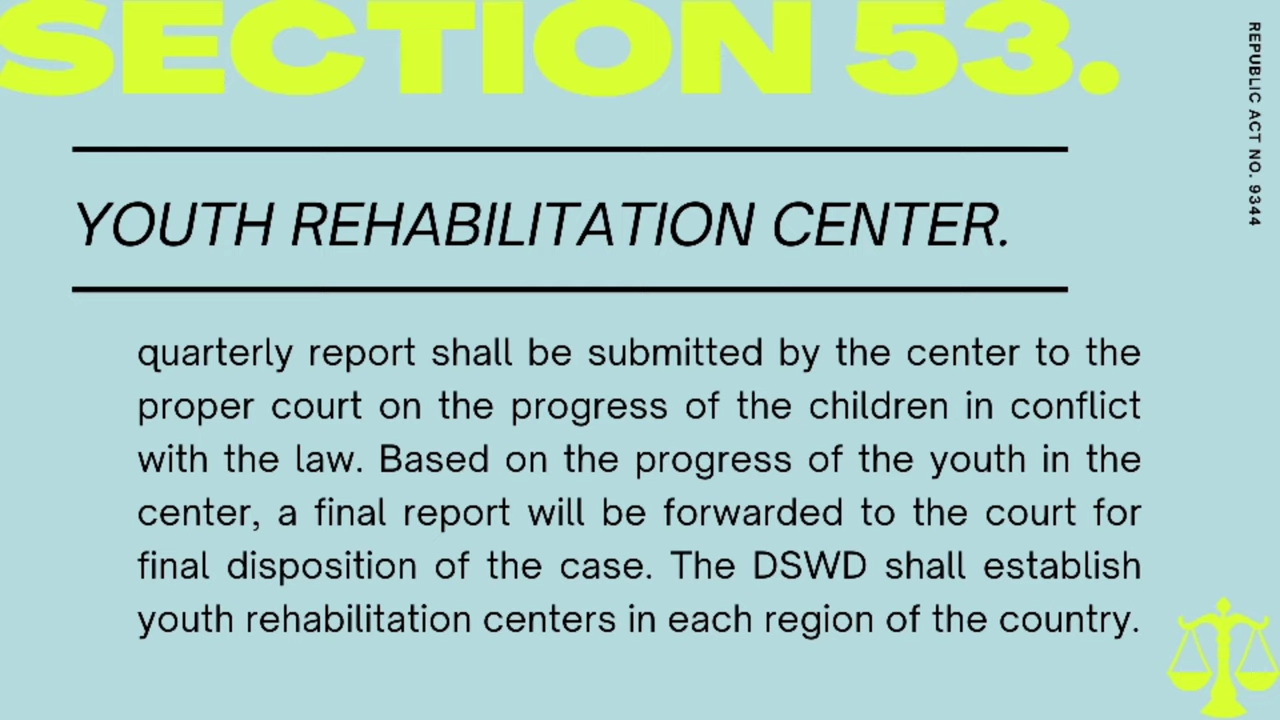 SECTION 53.
REPUBLIC ACT NO. 9344
YOUTH REHABILITATION CENTER.
quarterly report shall be submitted by the center to the
proper court on the progress of the children in conflict
with the law. Based on the progress of the youth in the
center, a final report will be forwarded to the court for
final disposition of the case. The DSWD shall establish
youth rehabilitation centers in each region of the country.